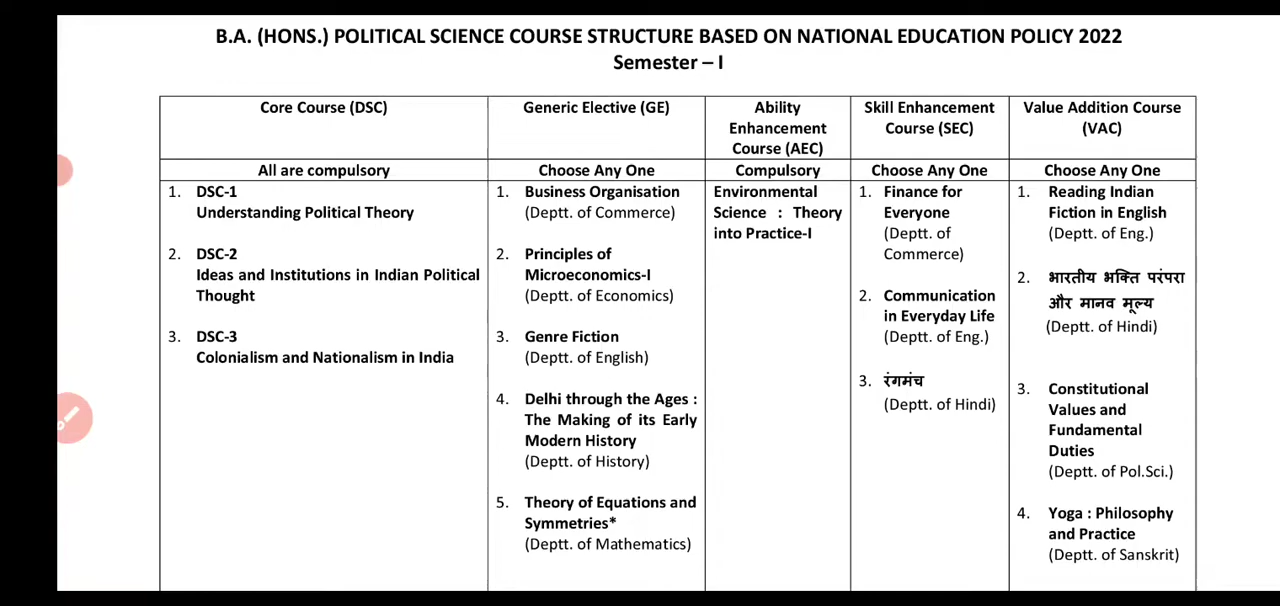 B.A. (HONS.) POLITICAL SCIENCE COURSE STRUCTURE BASED ON NATIONAL EDUCATION POLICY 2022
Semester – I
Core Course (DSC)
Generic Elective (GE)
Ability
Enhancement
Course (AEC)
Skill Enhancement
Course (SEC)
Value Addition Course
(VAC)
All are compulsory
Choose Any One
Compulsory
Choose Any One
Choose Any One
1. DSC-1
Understanding Political Theory
2. DSC-2
Ideas and Institutions in Indian Political
Thought
3. DSC-3
Colonialism and Nationalism in India
1. Business Organisation
(Deptt. of Commerce)
2. Principles of
Microeconomics-I
(Deptt. of Economics)
3. Genre Fiction
(Deptt. of English)
4. Delhi through the Ages :
The Making of its Early
Modern History
(Deptt. of History)
5. Theory of Equations and
Symmetries*
(Deptt. of Mathematics)
Environmental
Science : Theory
into Practice-I
1. Finance for
Everyone
(Deptt. of
Commerce)
2. Communication
in Everyday Life
(Deptt. of Eng.)
3. रंगमंच
(Deptt. of Hindi)
1. Reading Indian
Fiction in English
(Deptt. of Eng.)
2. भारतीय भक्ति परंपरा
और मानव मूल्य
(Deptt. of Hindi)
3. Constitutional
Values and
Fundamental
Duties
(Deptt. of Pol.Sci.)
4. Yoga : Philosophy
and Practice
(Deptt. of Sanskrit)